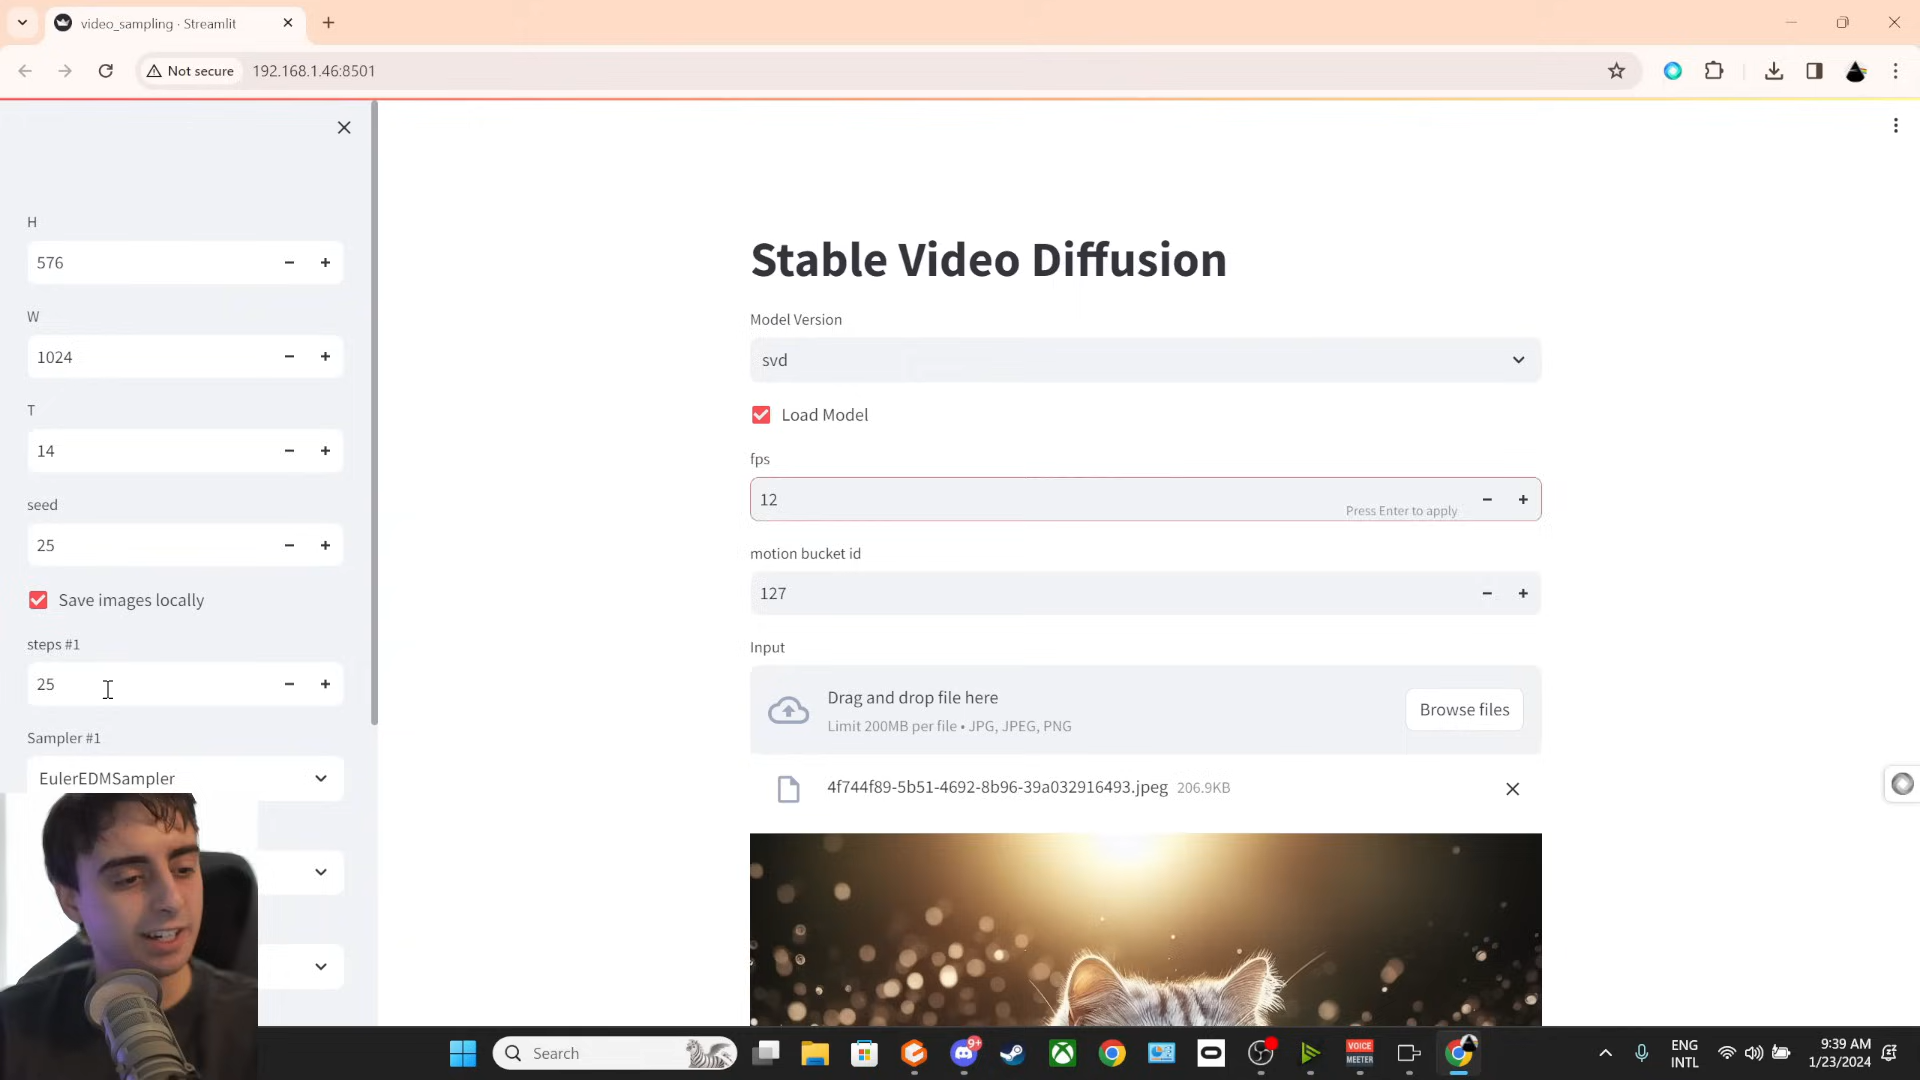 video_sampling · Streamlit
Not secure
192.168.1.46:8501
H
576
W
1024
T
14
seed
25
Save images locally
steps #1
25
Sampler #1
EulerEDMSampler
Stable Video Diffusion
Model Version
svd
Load Model
fps
12
Press Enter to apply
motion bucket id
127
Input
Drag and drop file here
Limit 200MB per file • JPG, JPEG, PNG
Browse files
4f744f89-5b51-4692-8b96-39a032916493.jpeg 206.9KB
Search
9+
VOICE
MEETER
ENG
INTL
9:39 AM
1/23/2024